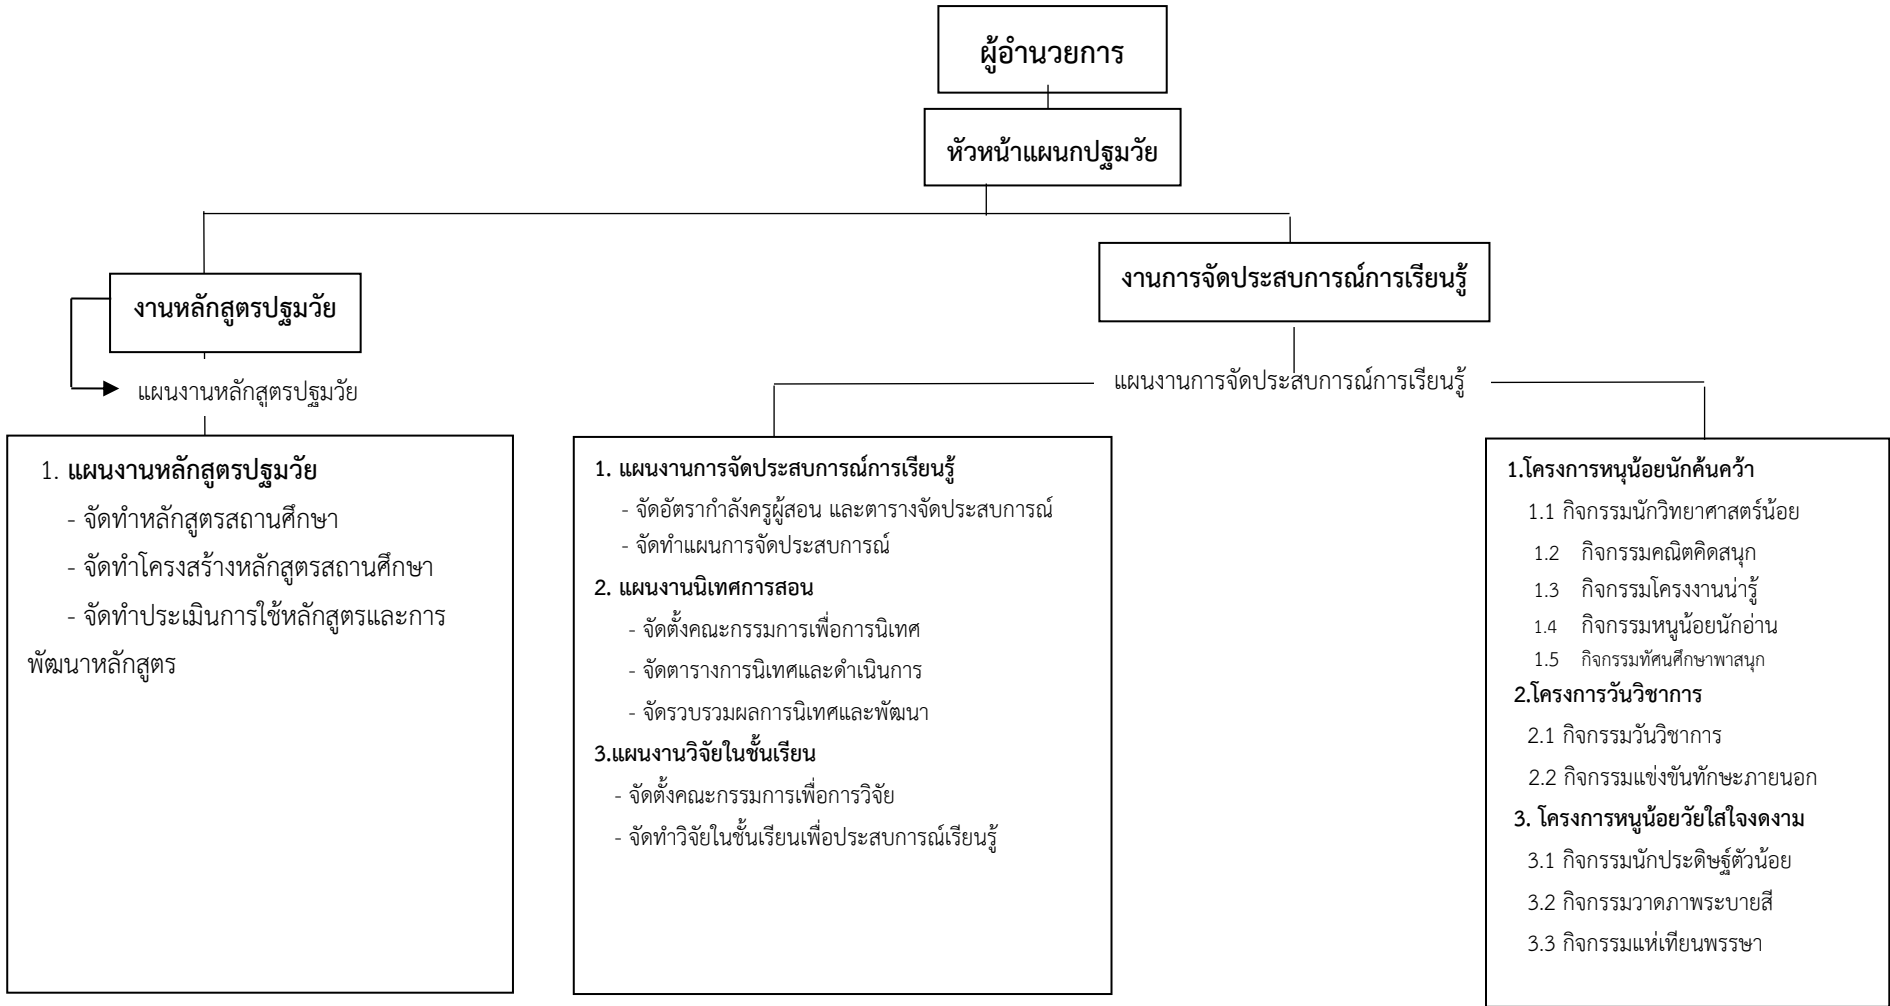 ผู้อำนวยการ
หัวหน้าแผนกปฐมวัย
งานหลักสูตรปฐมวัย
งานการจัดประสบการณ์การเรียนรู้
แผนงานหลักสูตรปฐมวัย
แผนงานการจัดประสบการณ์การเรียนรู้
1. แผนงานหลักสูตรปฐมวัย
- จัดทำหลักสูตรสถานศึกษา
- จัดทำโครงสร้างหลักสูตรสถานศึกษา
- จัดทำประเมินการใช้หลักสูตรและการ
พัฒนาหลักสูตร
1. แผนงานการจัดประสบการณ์การเรียนรู้
- จัดอัตรากำลังครูผู้สอน และตารางจัดประสบการณ์
- จัดทำแผนการจัดประสบการณ์
2. แผนงานนิเทศการสอน
- จัดตั้งคณะกรรมการเพื่อการนิเทศ
- จัดตารางการนิเทศและดำเนินการ
- จัดรวบรวมผลการนิเทศและพัฒนา
3.แผนงานวิจัยในชั้นเรียน
- จัดตั้งคณะกรรมการเพื่อการวิจัย
- จัดทำวิจัยในชั้นเรียนเพื่อประสบการณ์เรียนรู้
1.โครงการหนุน้อยนักค้นคว้า
1.1 กิจกรรมนักวิทยาศาสตร์น้อย
1.2 กิจกรรมคณิตคิดสนุก
1.3 กิจกรรมโครงงานน่ารู้
1.4 กิจกรรมหนูน้อยนักอ่าน
1.5 กิจกรรมทัศนศึกษาพาสนุก
2.โครงการวันวิชาการ
2.1 กิจกรรมวันวิชาการ
2.2 กิจกรรมแข่งขันทักษะภายนอก
3. โครงการหนูน้อยวัยใสใจงดงาม
3.1 กิจกรรมนักประดิษฐ์ตัวน้อย
3.2 กิจกรรมวาดภาพระบายสี
3.3 กิจกรรมแห่เทียนพรรษา